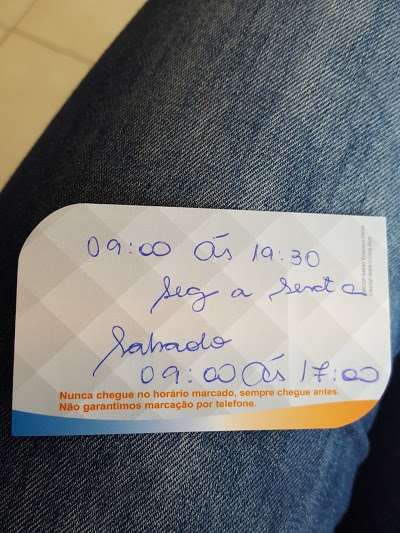 09:00 ás 19:30
Seg a sexta
Sabado
09:00 ás 17:00
Nunca chegue no horário marcado, sempre chegue antes.
Não garantimos marcação por telefone.